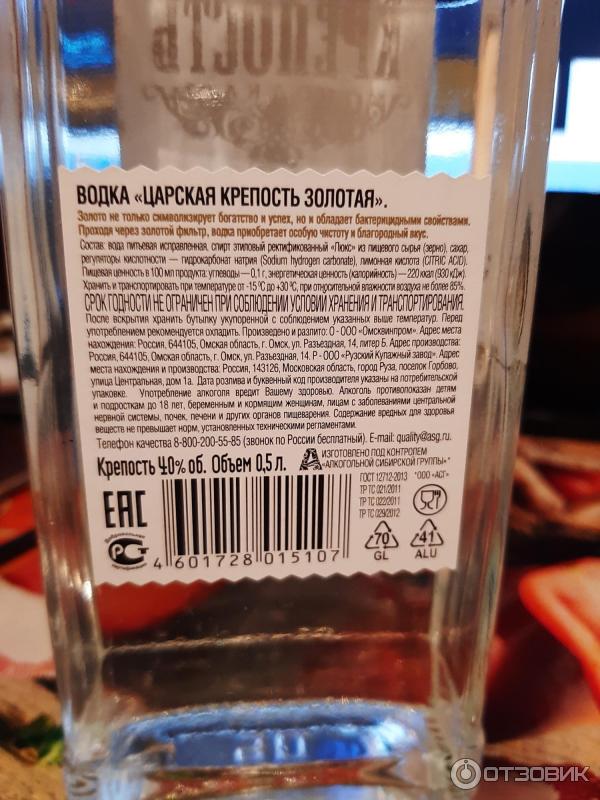 КРЕПОСТЬ
ВОДКА «ЦАРСКАЯ КРЕПОСТЬ ЗОЛОТАЯ».
Золото не только символизирует богатство и успех, но и обладает бактерицидными свойствами.
Проходя через золотой фильтр, водка приобретает особую чистоту и благородный вкус.
Состав: вода питьевая исправленная, спирт этиловый ректификованный «Люкс» из пищевого сырья (зерно), сахар,
регуляторы кислотности – гидрокарбонат натрия (Sodium hydrogen carbonate), лимонная кислота (CITRIC ACID).
Пищевая ценность в 100 мл продукта: углеводы – 0,1 г, энергетическая ценность (калорийность) – 220 ккал (930 кДж).
Хранить и транспортировать при температуре от -15 °C до +30 °C, при относительной влажности воздуха не более 85%.
СРОК ГОДНОСТИ НЕ ОГРАНИЧЕН ПРИ СОБЛЮДЕНИИ УСЛОВИЙ ХРАНЕНИЯ И ТРАНСПОРТИРОВАНИЯ.
После вскрытия хранить бутылку укупоренной с соблюдением указанных выше температур. Перед
употреблением рекомендуется охладить. Произведено и разлито: О - ООО «Омсквинпром». Адрес места
нахождения: Россия, 644105, Омская область, г. Омск, ул. Разъездная, 14, литер Б. Адрес производства:
Россия, 644105, Омская область, г. Омск, ул. Разъездная, 14. Р - ООО «Рузский Купажный завод». Адрес
места нахождения и производства: Россия, 143126, Московская область, город Руза, поселок Горбово,
улица Центральная, дом 1а. Дата розлива и буквенный код производителя указаны на потребительской
упаковке. Употребление алкоголя вредит Вашему здоровью. Алкоголь противопоказан детям
и подросткам до 18 лет, беременным и кормящим женщинам, лицам с заболеваниями центральной
нервной системы, почек, печени и других органов пищеварения. Содержание вредных для здоровья
веществ не превышает норм, установленных техническими регламентами.
Телефон качества 8-800-200-55-85 (звонок по России бесплатный). E-mail: quality@asg.ru.
Крепость 40% об. Объем 0,5 л.
ИЗГОТОВЛЕНО ПОД КОНТРОЛЕМ
«АЛКОГОЛЬНОЙ СИБИРСКОЙ ГРУППЫ»*
ГОСТ 12712-2013 *ООО «АСГ»
ТР ТС 021/2011
ТР ТС 022/2011
ТР ТС 029/2012
EAC
Добровольная
РСТ
сертификация
4 601728 015107
70
GL
41
ALU
ОТЗОВИК